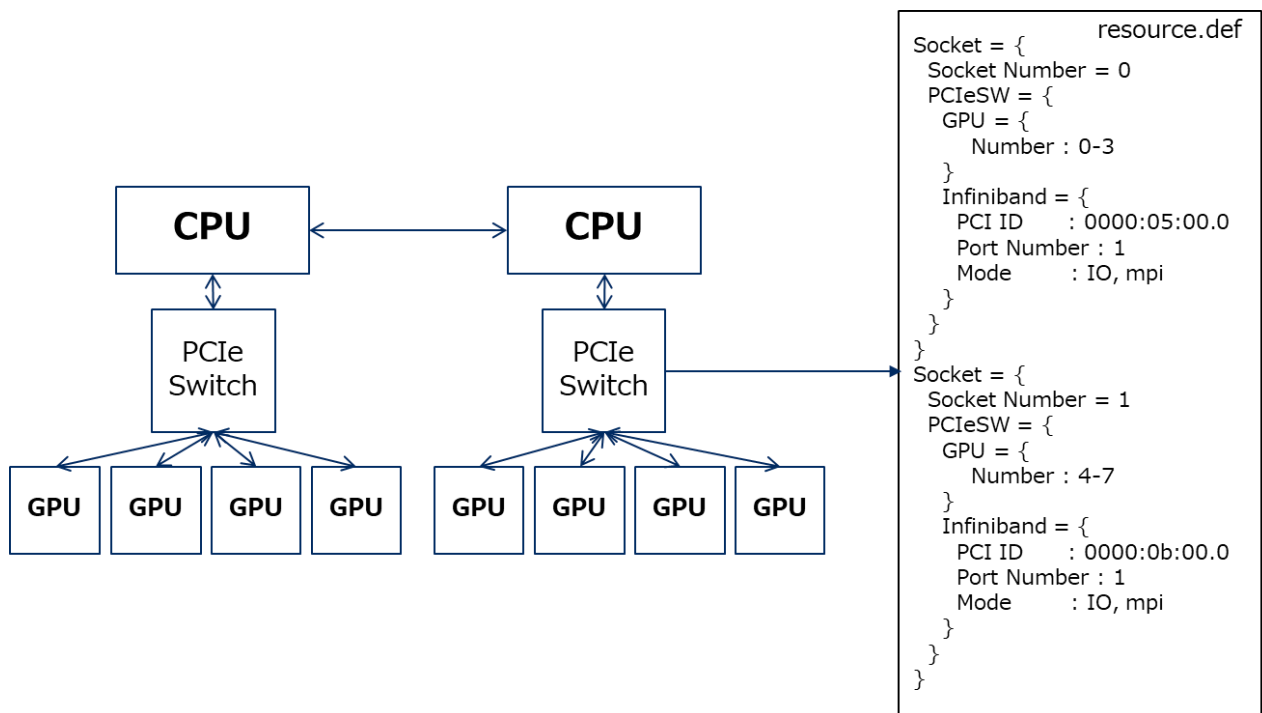 CPU
CPU
PCIe
Switch
PCIe
Switch
GPU
GPU
GPU
GPU
GPU
GPU
GPU
GPU
resource.def
Socket = {
Socket Number = 0
PCIeSW = {
GPU = {
Number : 0-3
}
Infiniband = {
PCI ID : 0000:05:00.0
Port Number : 1
Mode : IO, mpi
}
}
}
Socket = {
Socket Number = 1
PCIeSW = {
GPU = {
Number : 4-7
}
Infiniband = {
PCI ID : 0000:0b:00.0
Port Number : 1
Mode : IO, mpi
}
}
}